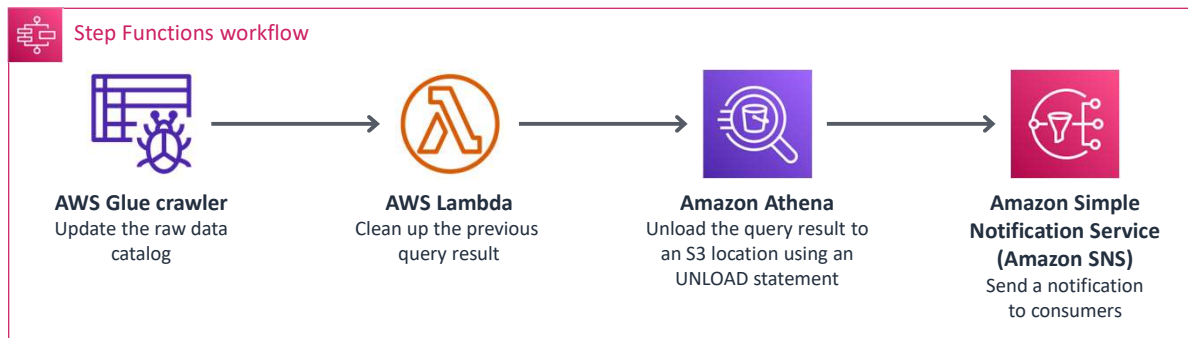 Step Functions workflow
AWS Glue crawler
Update the raw data
catalog
AWS Lambda
Clean up the previous
query result
Amazon Athena
Unload the query result to
an S3 location using an
UNLOAD statement
Amazon Simple
Notification Service
(Amazon SNS)
Send a notification
to consumers